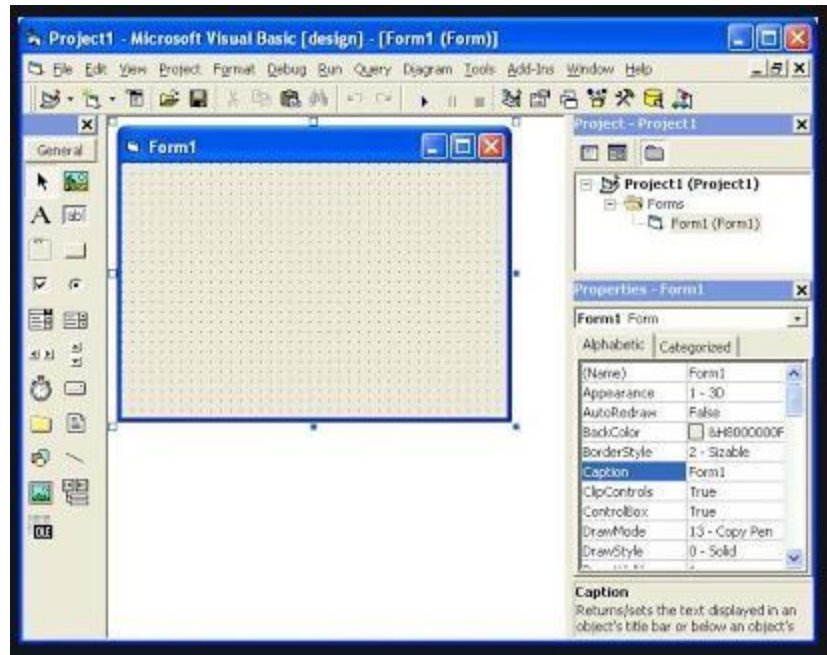 Project1 - Microsoft Visual Basic [design] - [Form1 (Form)]
File Edit View Project Format Debug Run Query Diagram Tools Add-Ins Window Help
General
A
abl
OLE
Form1
Project - Project1
Project1 (Project1)
Forms
Form1 (Form1)
Properties - Form1
Form1 Form
Alphabetic Categorized
(Name) Form1
Appearance 1 - 3D
AutoRedraw False
BackColor &H8000000F
BorderStyle 2 - Sizable
Caption Form1
ClipControls True
ControlBox True
DrawMode 13 - Copy Pen
DrawStyle 0 - Solid
Caption
Returns/sets the text displayed in an
object's title bar or below an object's